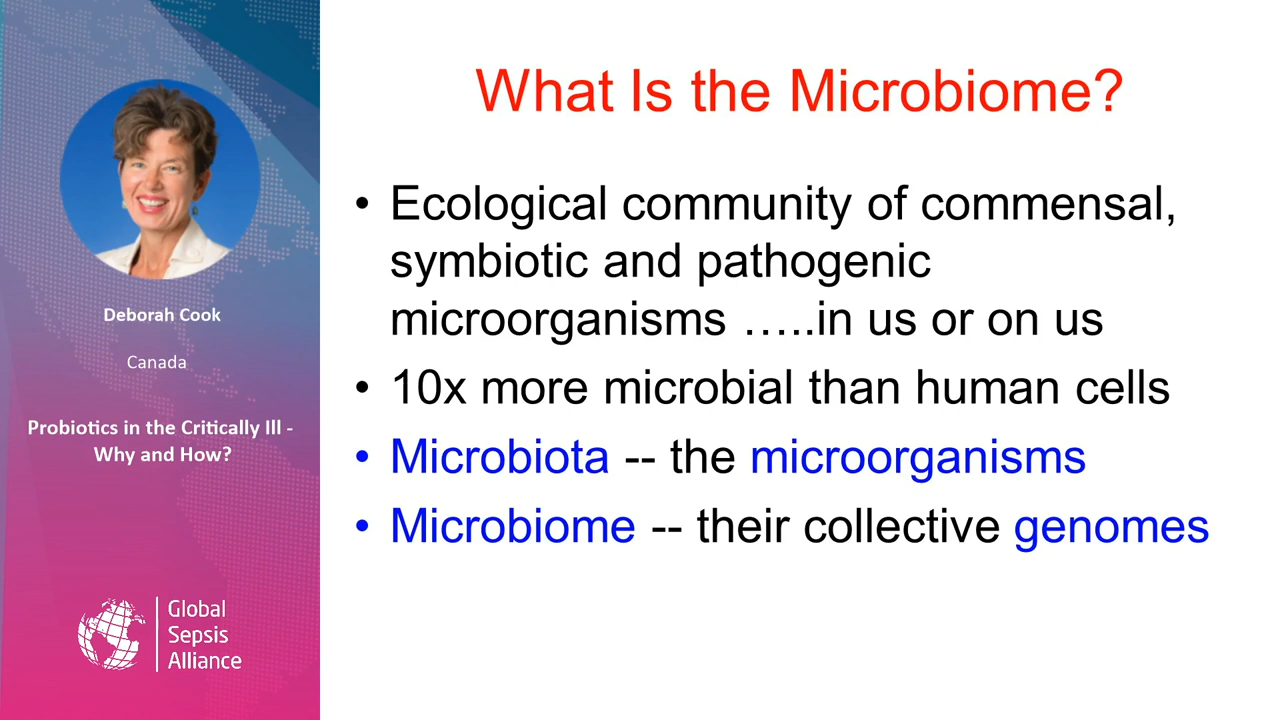 Deborah Cook
Canada
Probiotics in the Critically Ill -
Why and How?
Global
Sepsis
Alliance
What Is the Microbiome?
• Ecological community of commensal,
symbiotic and pathogenic
microorganisms …..in us or on us
• 10x more microbial than human cells
• Microbiota -- the microorganisms
• Microbiome -- their collective genomes